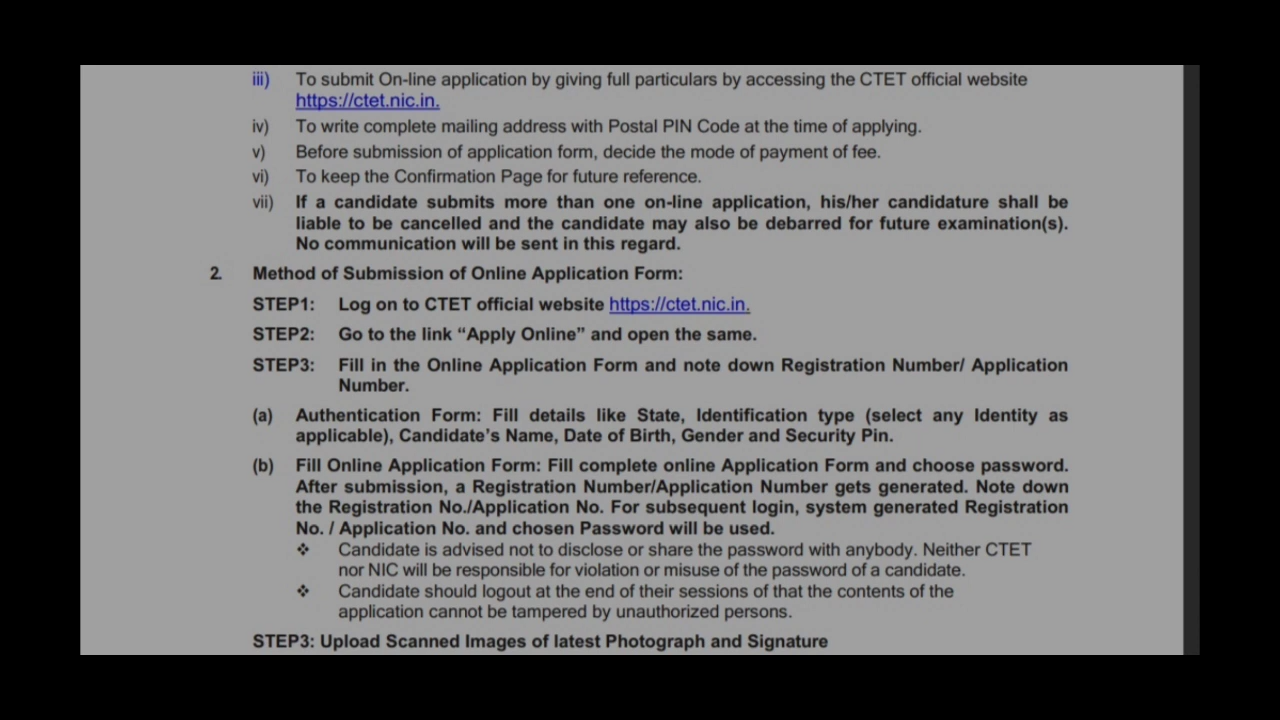 iii) To submit On-line application by giving full particulars by accessing the CTET official website
https://ctet.nic.in.
iv) To write complete mailing address with Postal PIN Code at the time of applying.
v) Before submission of application form, decide the mode of payment of fee.
vi) To keep the Confirmation Page for future reference.
vii) If a candidate submits more than one on-line application, his/her candidature shall be
liable to be cancelled and the candidate may also be debarred for future examination(s).
No communication will be sent in this regard.
2. Method of Submission of Online Application Form:
STEP1: Log on to CTET official website https://ctet.nic.in.
STEP2: Go to the link “Apply Online” and open the same.
STEP3: Fill in the Online Application Form and note down Registration Number/ Application
Number.
(a) Authentication Form: Fill details like State, Identification type (select any Identity as
applicable), Candidate’s Name, Date of Birth, Gender and Security Pin.
(b) Fill Online Application Form: Fill complete online Application Form and choose password.
After submission, a Registration Number/Application Number gets generated. Note down
the Registration No./Application No. For subsequent login, system generated Registration
No. / Application No. and chosen Password will be used.
❖ Candidate is advised not to disclose or share the password with anybody. Neither CTET
nor NIC will be responsible for violation or misuse of the password of a candidate.
❖ Candidate should logout at the end of their sessions of that the contents of the
application cannot be tampered by unauthorized persons.
STEP3: Upload Scanned Images of latest Photograph and Signature